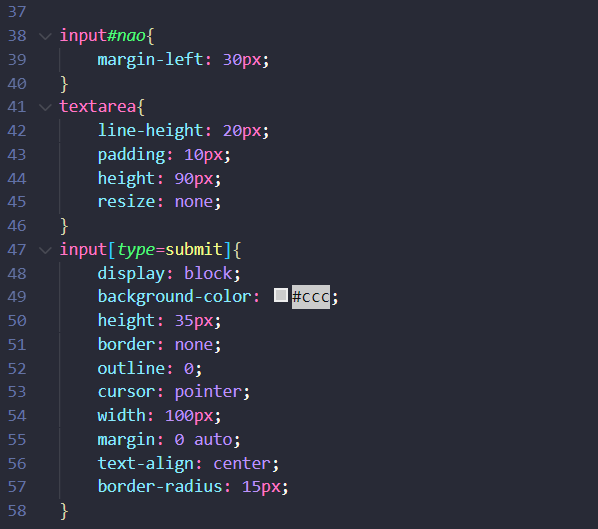 37
38 input#nao{
39 margin-left: 30px;
40 }
41 textarea{
42 line-height: 20px;
43 padding: 10px;
44 height: 90px;
45 resize: none;
46 }
47 input[type=submit]{
48 display: block;
49 background-color: #ccc;
50 height: 35px;
51 border: none;
52 outline: 0;
53 cursor: pointer;
54 width: 100px;
55 margin: 0 auto;
56 text-align: center;
57 border-radius: 15px;
58 }